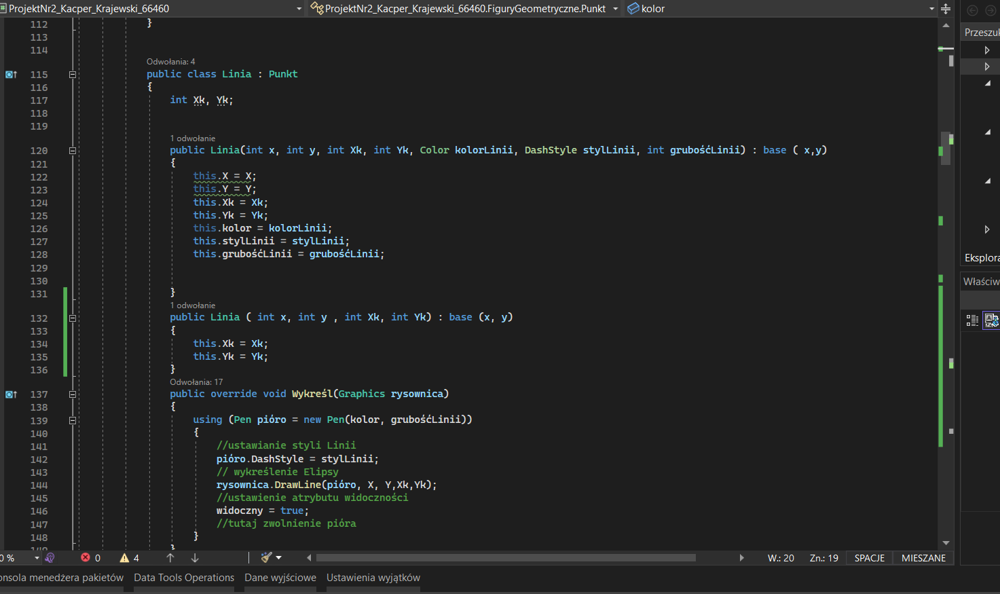 ProjektNr2_Kacper_Krajewski_66460 ProjektNr2_Kacper_Krajewski_66460.FiguryGeometryczne.Punkt kolor
112 }
113
114
Odwołania: 4
115 public class Linia : Punkt
116 {
117 int Xk, Yk;
118
119
1 odwołanie
120 public Linia(int x, int y, int Xk, int Yk, Color kolorLinii, DashStyle stylLinii, int grubośćLinii) : base ( x,y)
121 {
122 this.X = X;
123 this.Y = Y;
124 this.Xk = Xk;
125 this.Yk = Yk;
126 this.kolor = kolorLinii;
127 this.stylLinii = stylLinii;
128 this.grubośćLinii = grubośćLinii;
129
130
131 }
1 odwołanie
132 public Linia ( int x, int y , int Xk, int Yk) : base (x, y)
133 {
134 this.Xk = Xk;
135 this.Yk = Yk;
136 }
Odwołania: 17
137 public override void Wykreśl(Graphics rysownica)
138 {
139 using (Pen pióro = new Pen(kolor, grubośćLinii))
140 {
141 //ustawianie styli Linii
142 pióro.DashStyle = stylLinii;
143 // wykreślenie Elipsy
144 rysownica.DrawLine(pióro, X, Y,Xk,Yk);
145 //ustawienie atrybutu widoczności
146 widoczny = true;
147 //tutaj zwolnienie pióra
148 }
149 }
Przeszuk
Eksplora
Właściw
0 % 0 4 W.: 20 Zn.: 19 SPACJE MIESZANE
onsola menedżera pakietów Data Tools Operations Dane wyjściowe Ustawienia wyjątków